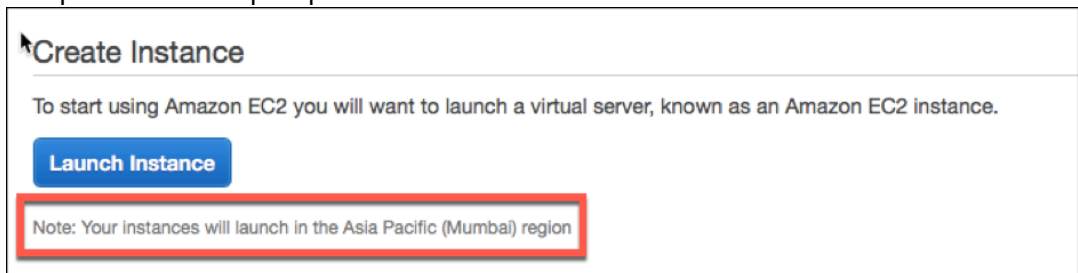 Create Instance
To start using Amazon EC2 you will want to launch a virtual server, known as an Amazon EC2 instance.
Launch Instance
Note: Your instances will launch in the Asia Pacific (Mumbai) region